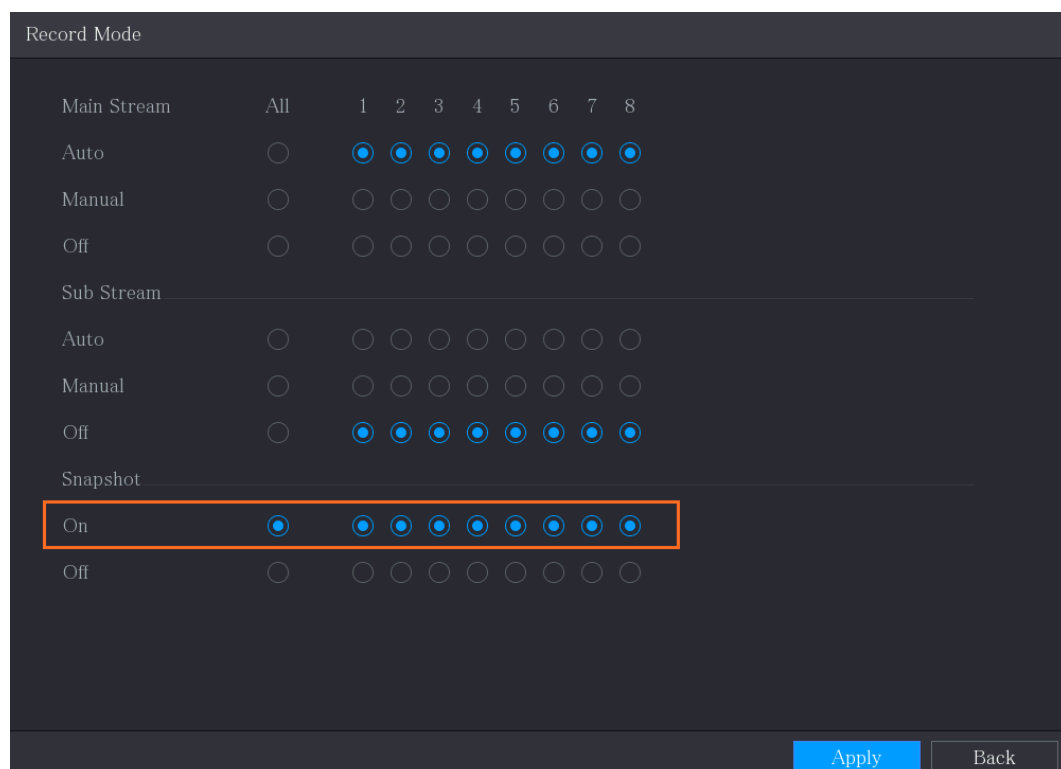 Record Mode
Main Stream All 1 2 3 4 5 6 7 8
Auto
Manual
Off
Sub Stream
Auto
Manual
Off
Snapshot
On
Off
Apply Back